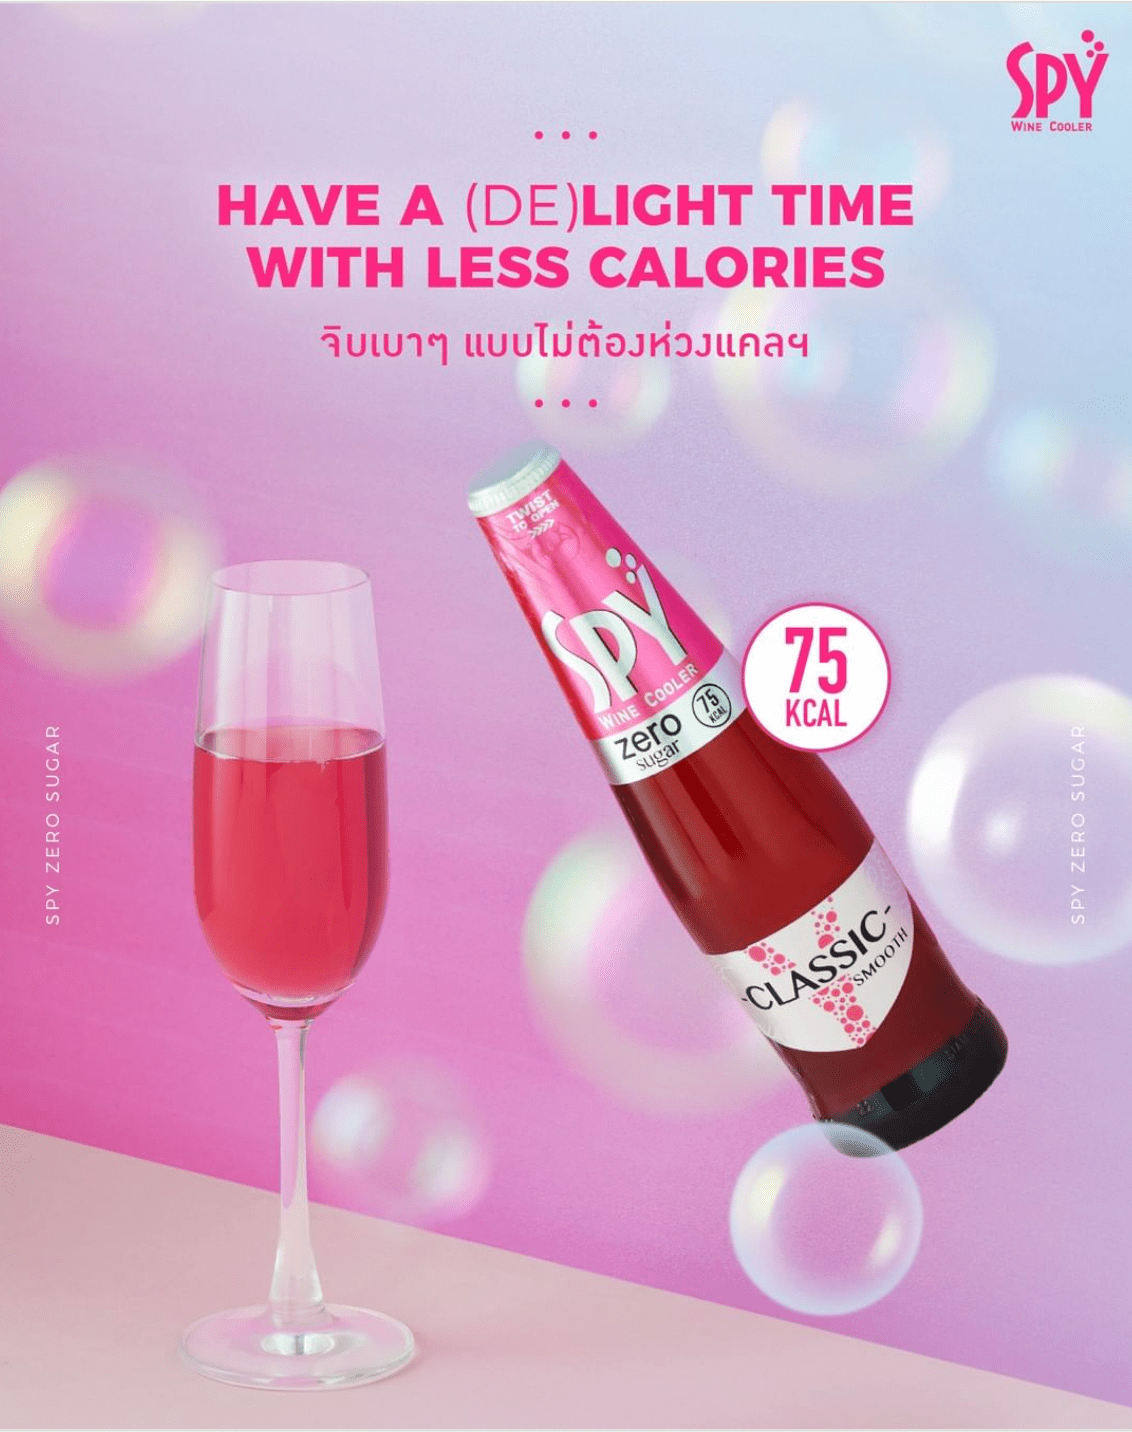 SPY
WINE COOLER
HAVE A (DE)LIGHT TIME
WITH LESS CALORIES
จิบเบาๆ แบบไม่ต้องห่วงแคลฯ
TWIST
TO OPEN
SPY
WINE COOLER
zero
sugar
75
KCAL
75
KCAL
SPY ZERO SUGAR
SPY ZERO SUGAR
CLASSIC
SMOOTH